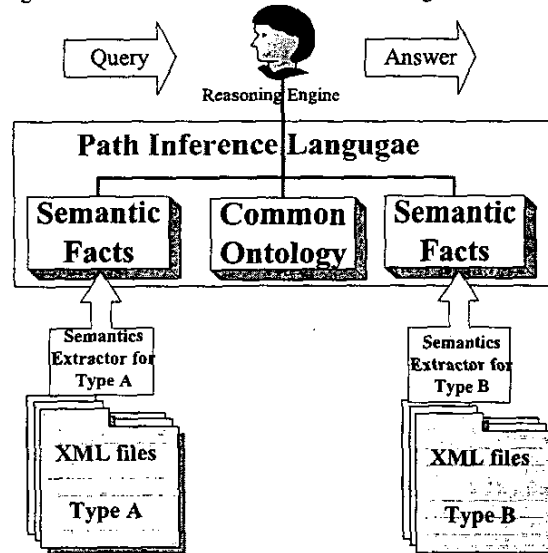 Query
Answer
Reasoning Engine
Path Inference Langugae
Semantic
Facts
Common
Ontology
Semantic
Facts
Semantics
Extractor for
Type A
Semantics
Extractor for
Type B
XML files
Type A
XML files
Type B